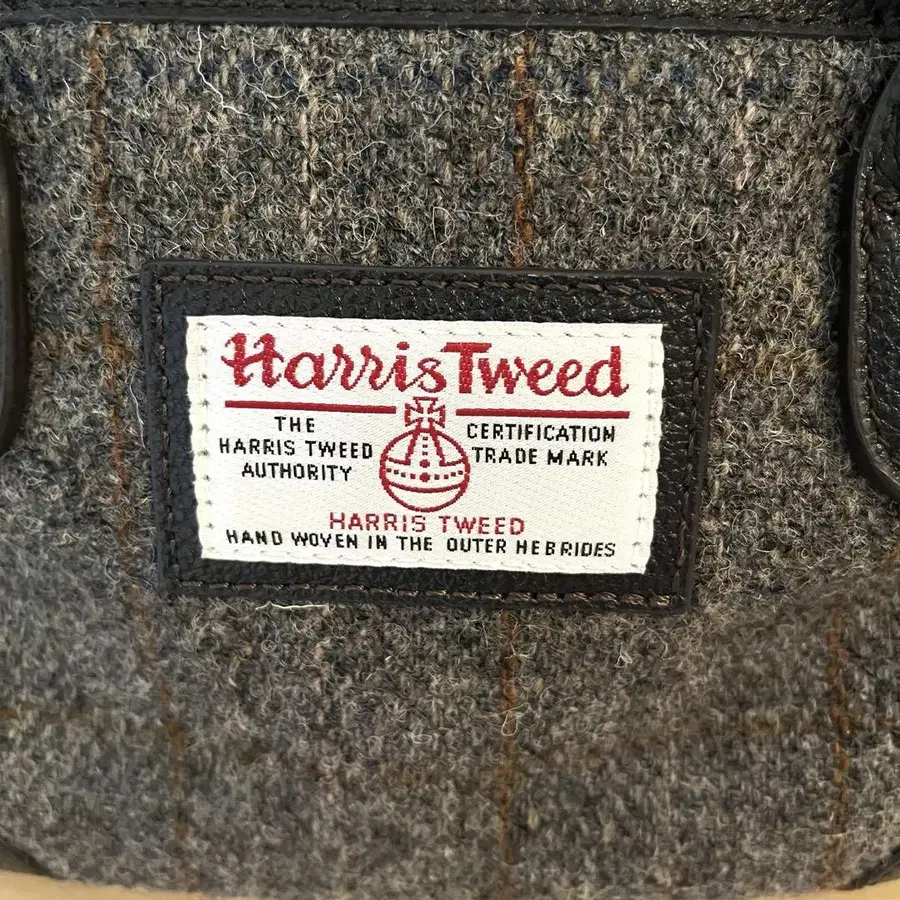 Harris Tweed
THE
HARRIS TWEED
AUTHORITY
CERTIFICATION
TRADE MARK
HARRIS TWEED
HAND WOVEN IN THE OUTER HEBRIDES